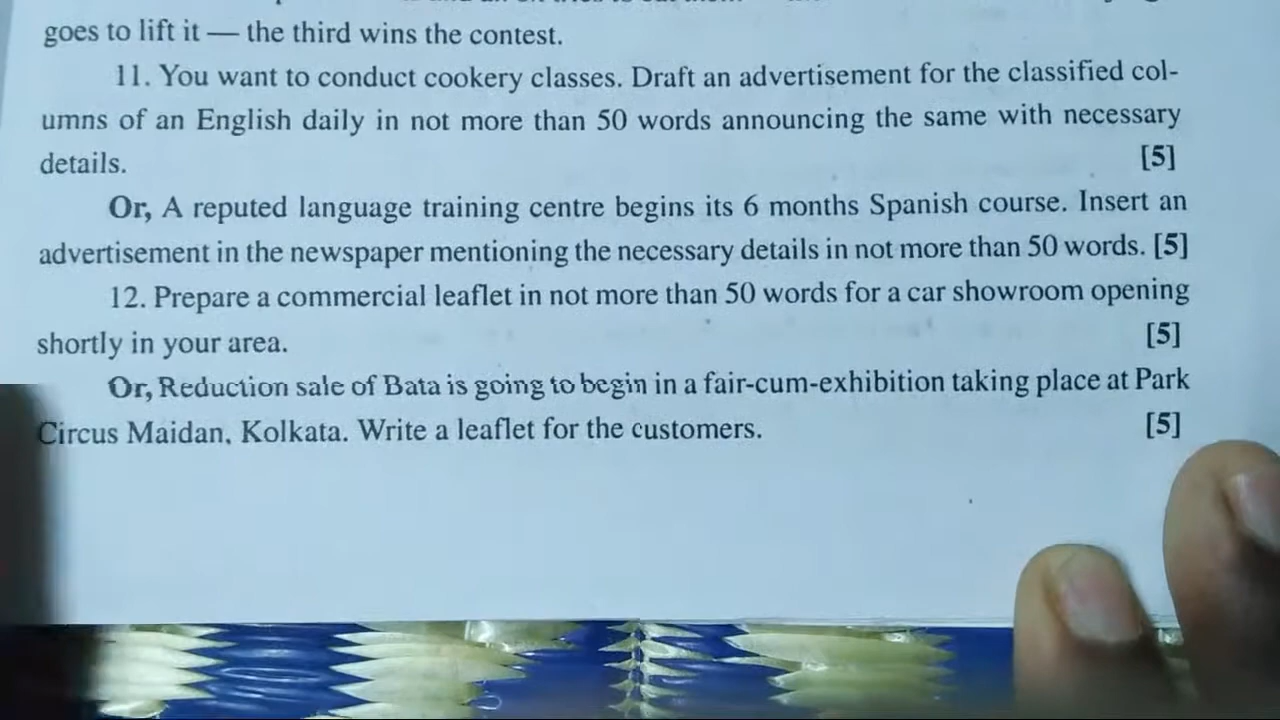 goes to lift it — the third wins the contest.
11. You want to conduct cookery classes. Draft an advertisement for the classified col-
umns of an English daily in not more than 50 words announcing the same with necessary
details. [5]
Or, A reputed language training centre begins its 6 months Spanish course. Insert an
advertisement in the newspaper mentioning the necessary details in not more than 50 words. [5]
12. Prepare a commercial leaflet in not more than 50 words for a car showroom opening
shortly in your area. [5]
Or, Reduction sale of Bata is going to begin in a fair-cum-exhibition taking place at Park
Circus Maidan, Kolkata. Write a leaflet for the customers. [5]